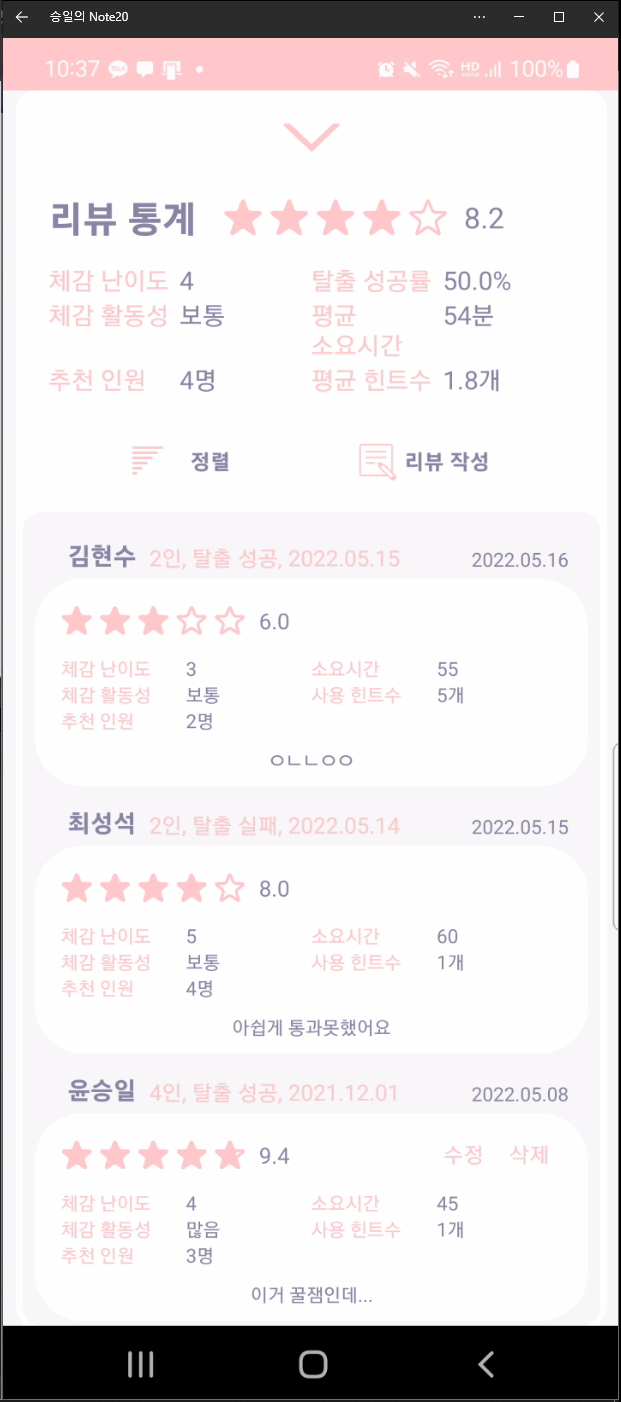 승일의 Note20
10:37 100%
리뷰 통계 8.2
체감 난이도 4 탈출 성공률 50.0%
체감 활동성 보통 평균 소요시간 54분
추천 인원 4명 평균 힌트수 1.8개
정렬 리뷰 작성
김현수 2인, 탈출 성공, 2022.05.15 2022.05.16
6.0
체감 난이도 3 소요시간 55
체감 활동성 보통 사용 힌트수 5개
추천 인원 2명
ㅇㄴㄴㅇㅇ
최성석 2인, 탈출 실패, 2022.05.14 2022.05.15
8.0
체감 난이도 5 소요시간 60
체감 활동성 보통 사용 힌트수 1개
추천 인원 4명
아쉽게 통과못했어요
윤승일 4인, 탈출 성공, 2021.12.01 2022.05.08
9.4 수정 삭제
체감 난이도 4 소요시간 45
체감 활동성 많음 사용 힌트수 1개
추천 인원 3명
이거 꿀잼인데...